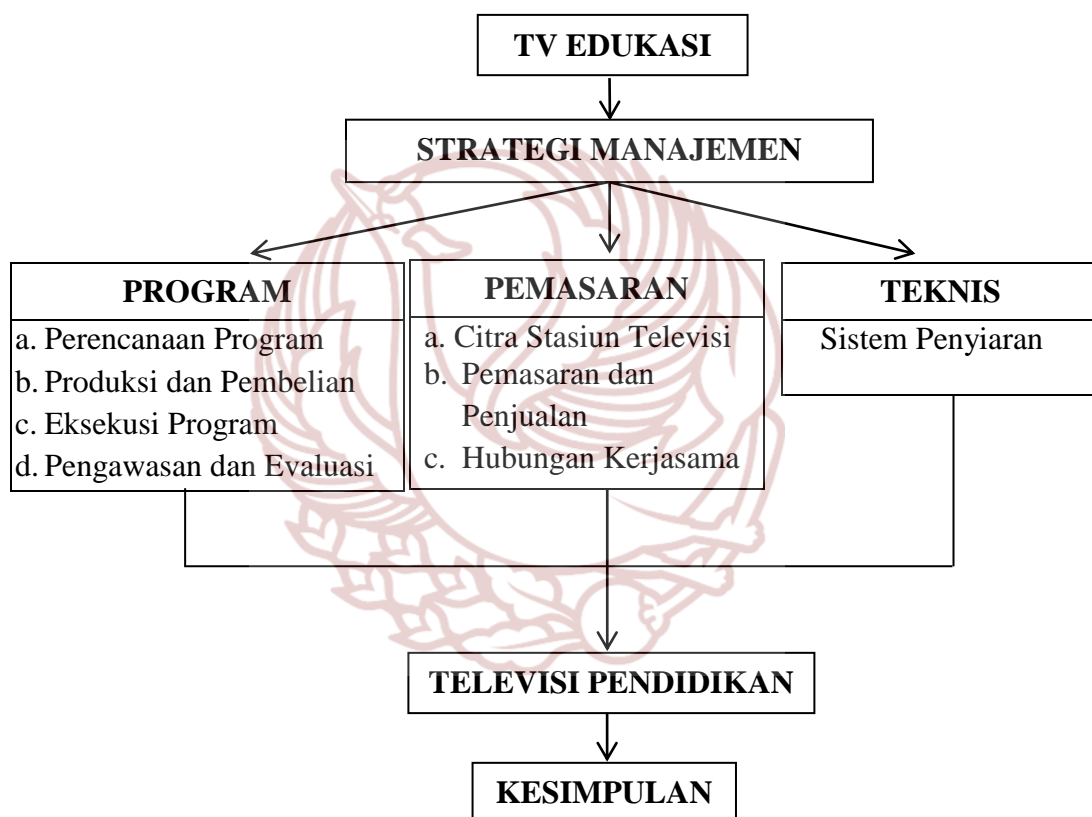 TV EDUKASI
STRATEGI MANAJEMEN
PROGRAM
a. Perencanaan Program
b. Produksi dan Pembelian
c. Eksekusi Program
d. Pengawasan dan Evaluasi
PEMASARAN
a. Citra Stasiun Televisi
b. Pemasaran dan
Penjualan
c. Hubungan Kerjasama
TEKNIS
Sistem Penyiaran
TELEVISI PENDIDIKAN
KESIMPULAN